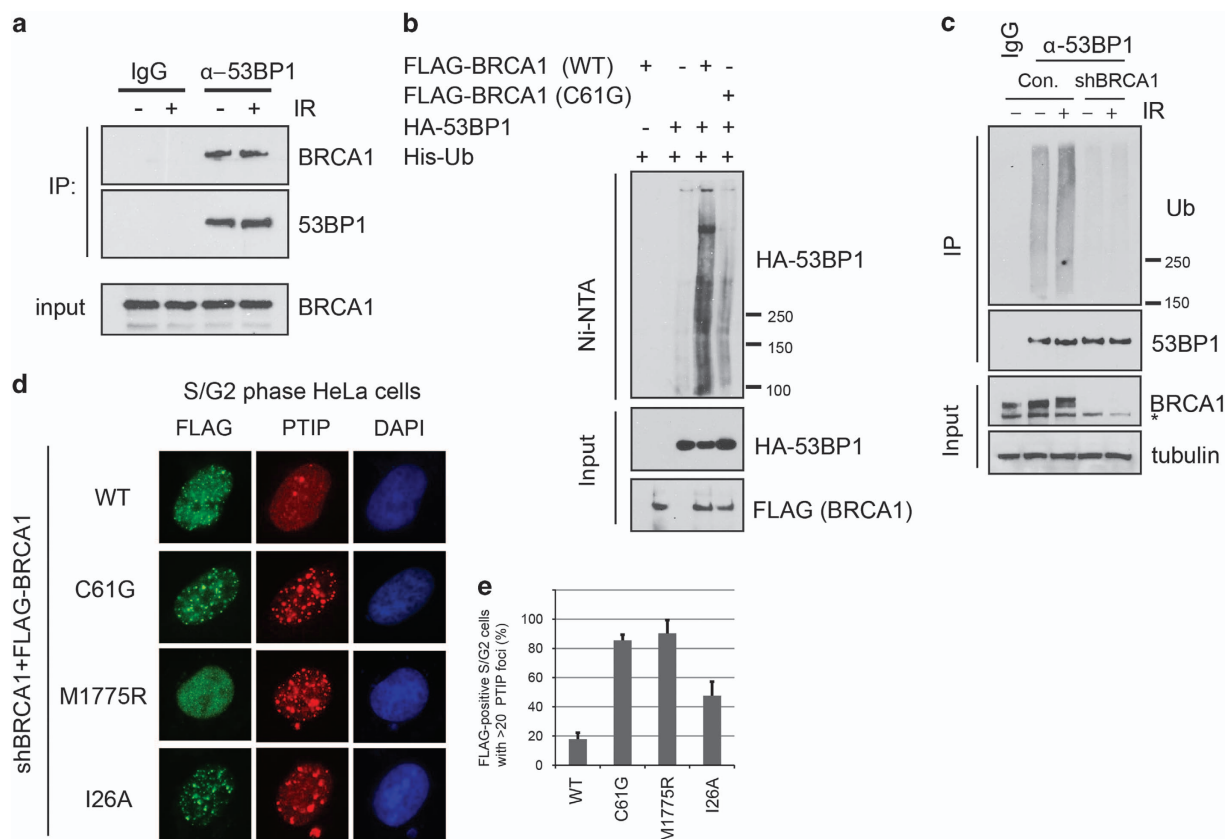 a
IgG
α–53BP1
- + - + IR
IP:
BRCA1
53BP1
input
BRCA1
b
FLAG-BRCA1 (WT) + - +
FLAG-BRCA1 (C61G) +
HA-53BP1 - + + +
His-Ub + + + +
Ni-NTA
HA-53BP1
250
150
100
Input
HA-53BP1
FLAG (BRCA1)
c
IgG
α-53BP1
Con. shBRCA1
– – + – + IR
IP
Ub
250
150
53BP1
Input
BRCA1
*
tubulin
d
S/G2 phase HeLa cells
FLAG PTIP DAPI
shBRCA1+FLAG-BRCA1
WT
C61G
M1775R
I26A
e
FLAG-positive S/G2 cells
with >20 PTIP foci (%)
100
80
60
40
20
0
WT
C61G
M1775R
I26A